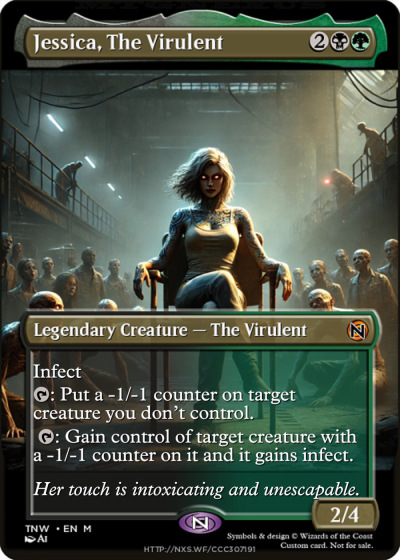 Jessica, The Virulent
2
Legendary Creature — The Virulent
Infect
: Put a -1/-1 counter on target
creature you don't control.
: Gain control of target creature with
a -1/-1 counter on it and it gains infect.
Her touch is intoxicating and unescapable.
2/4
TNW • EN M
AI
N
Symbols & design © Wizards of the Coast
Custom card. Not for sale.
HTTP://NXS.WF/CCC307191